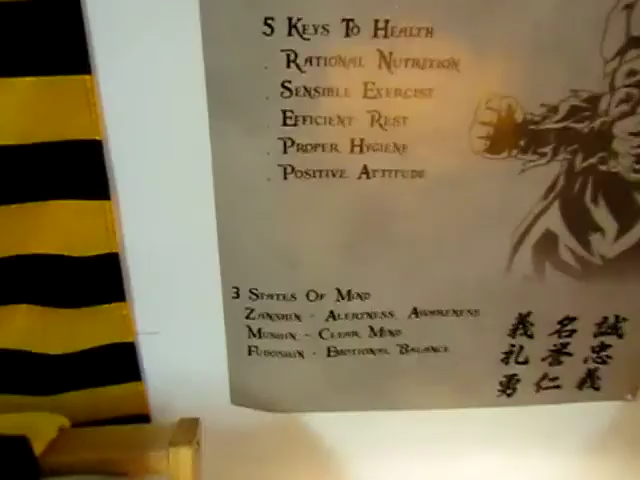 5 Keys To Health
. Rational Nutrition
. Sensible Exercise
. Efficient Rest
. Proper Hygiene
. Positive Attitude
3 States Of Mind
Zanshin - Alertness, Awareness
Mushin - Clear Mind
Fudoshin - Emotional Balance
義 名 誠
礼 誉 忠
勇 仁 義